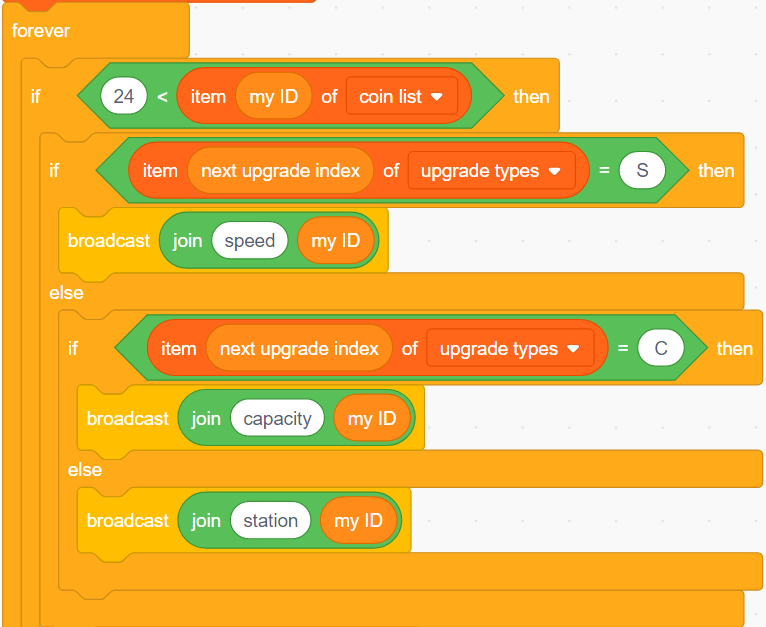 forever
if 24 < item my ID of coin list then
if item next upgrade index of upgrade types = S then
broadcast join speed my ID
else
if item next upgrade index of upgrade types = C then
broadcast join capacity my ID
else
broadcast join station my ID